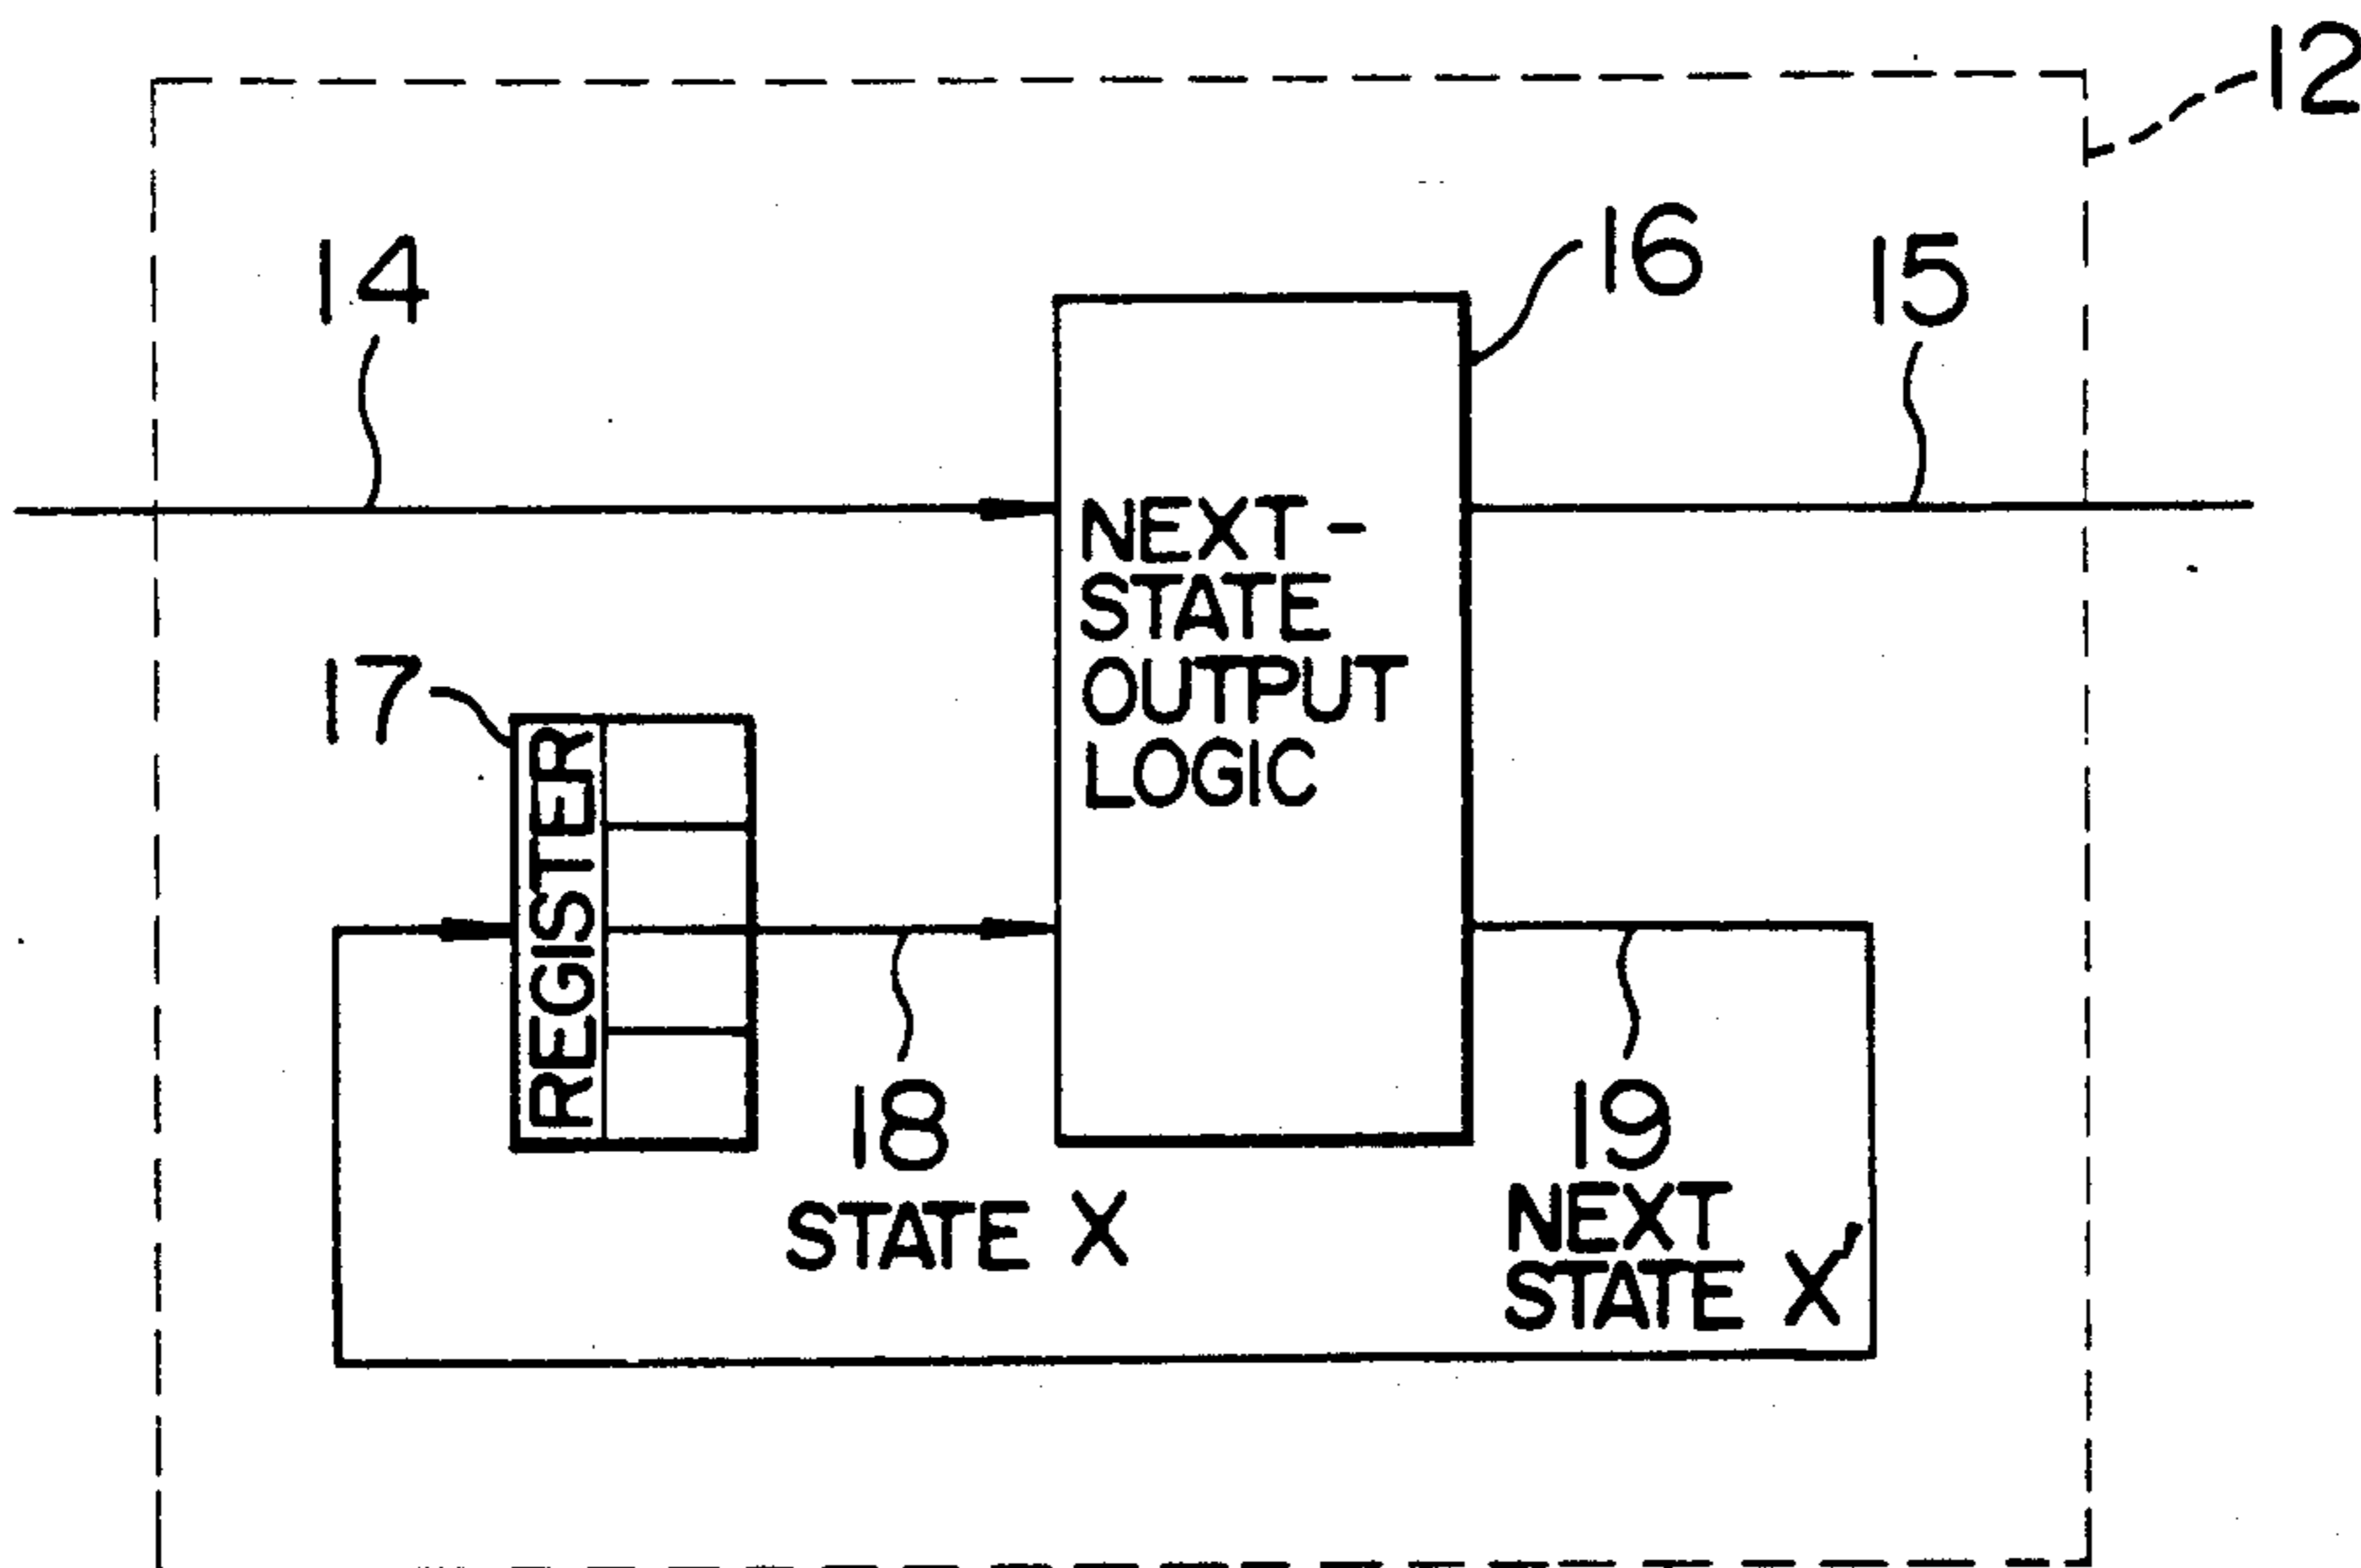 12
14
16
15
NEXT-
STATE
OUTPUT
LOGIC
17
REGISTER
18
STATE X
19
NEXT
STATE X'